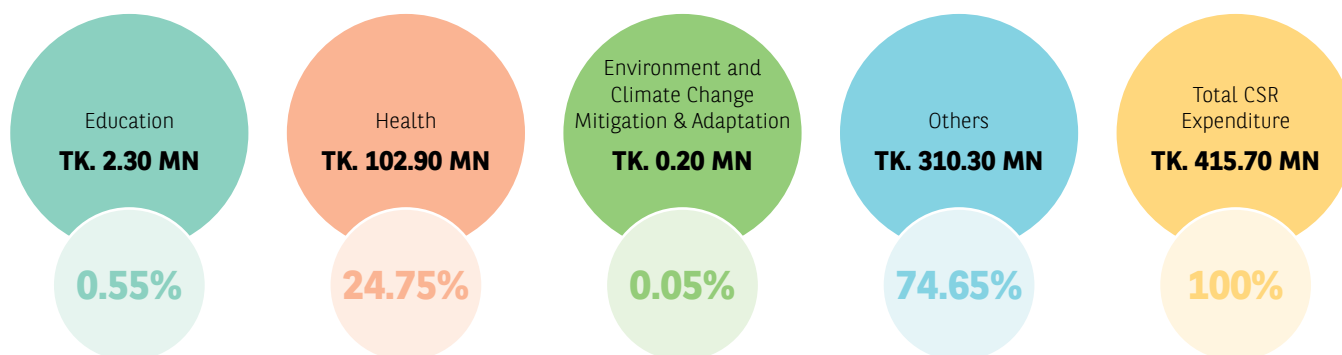 Education
TK. 2.30 MN
0.55%
Health
TK. 102.90 MN
24.75%
Environment and
Climate Change
Mitigation & Adaptation
TK. 0.20 MN
0.05%
Others
TK. 310.30 MN
74.65%
Total CSR
Expenditure
TK. 415.70 MN
100%